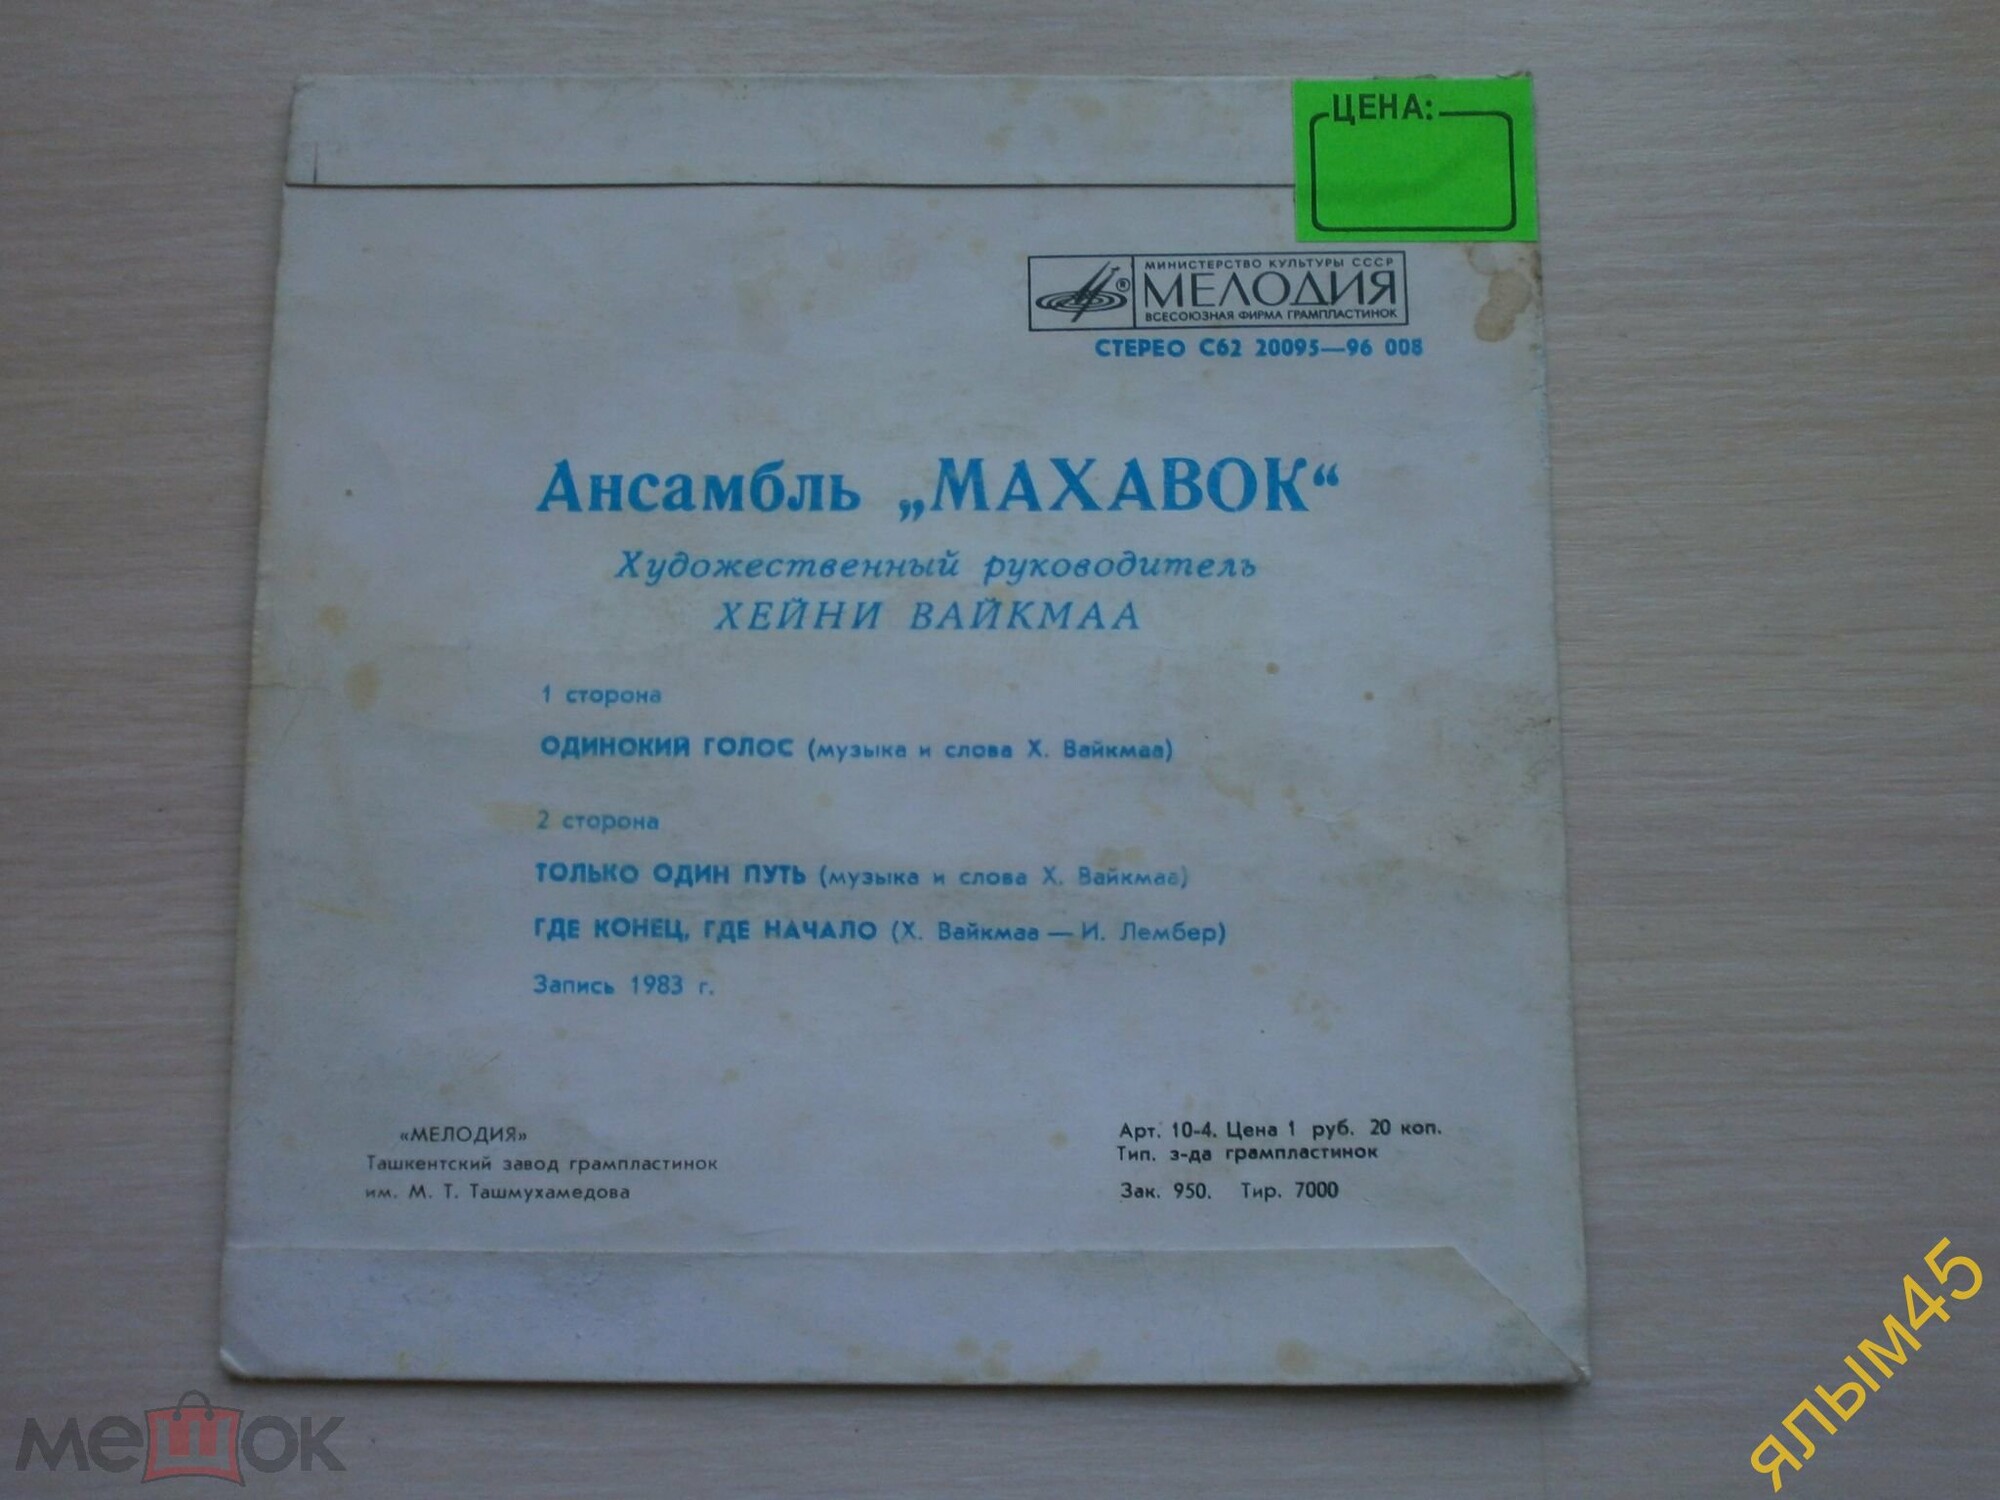 ЦЕНА:
МИНИСТЕРСТВО КУЛЬТУРЫ СССР
МЕЛОДИЯ
ВСЕСОЮЗНАЯ ФИРМА ГРАМПЛАСТИНОК
СТЕРЕО С62 20095—96 008
Ансамбль „МАХАВОК“
Художественный руководитель
ХЕЙНИ ВАЙКМАА
1 сторона
ОДИНОКИЙ ГОЛОС (музыка и слова Х. Вайкмаа)
2 сторона
ТОЛЬКО ОДИН ПУТЬ (музыка и слова Х. Вайкмаа)
ГДЕ КОНЕЦ, ГДЕ НАЧАЛО (Х. Вайкмаа — И. Лембер)
Запись 1983 г.
«МЕЛОДИЯ»
Ташкентский завод грампластинок
им. М. Т. Ташмухамедова
Арт. 10-4. Цена 1 руб. 20 коп.
Тип. з-да грампластинок
Зак. 950. Тир. 7000
мешок
ялым45